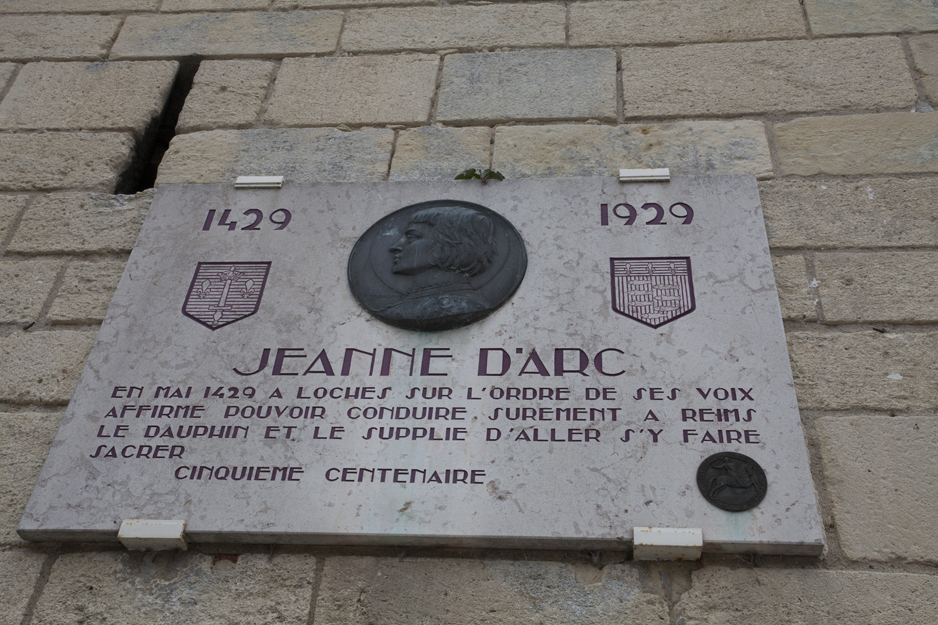 1429 1929
JEANNE D'ARC
EN MAI 1429 A LOCHES SUR L'ORDRE DE SES VOIX
AFFIRME POUVOIR CONDUIRE SUREMENT A REIMS
LE DAUPHIN ET LE SUPPLIE D'ALLER S'Y FAIRE
SACRER
CINQUIEME CENTENAIRE